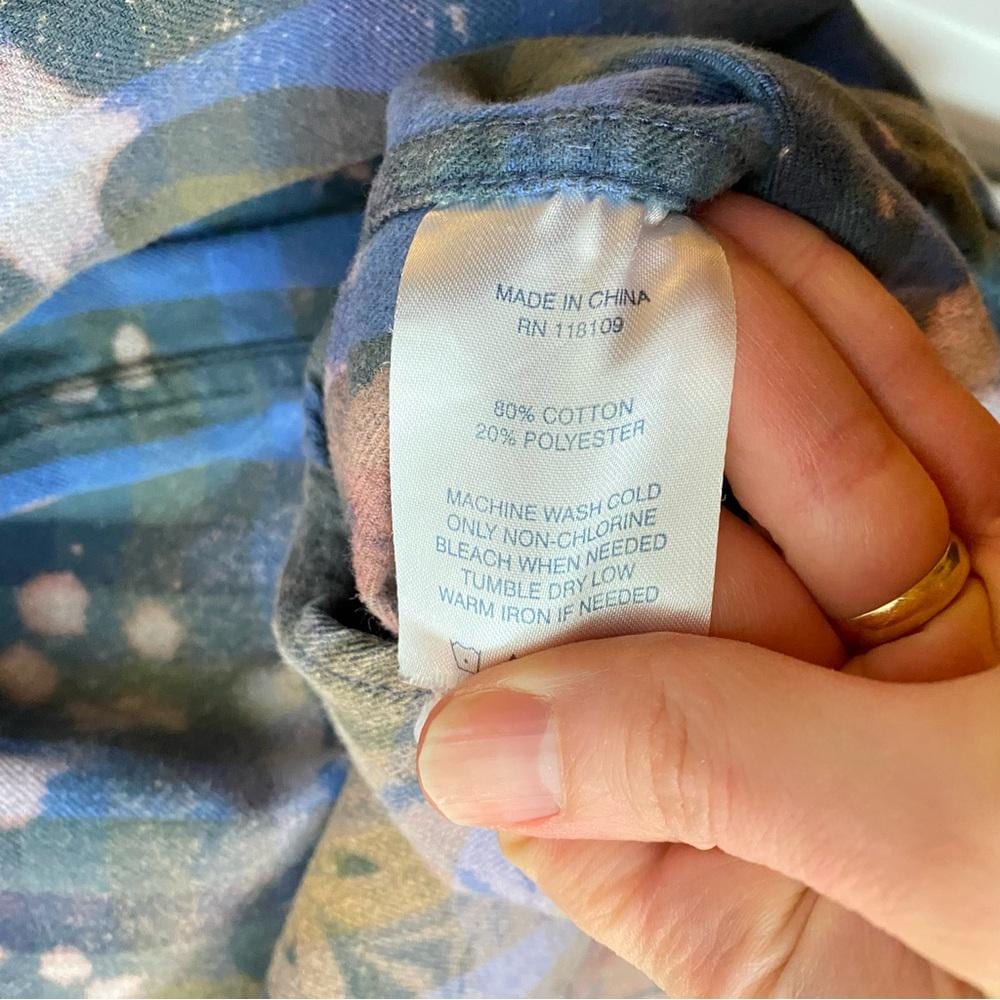 MADE IN CHINA
RN 118109
80% COTTON
20% POLYESTER
MACHINE WASH COLD
ONLY NON-CHLORINE
BLEACH WHEN NEEDED
TUMBLE DRY LOW
WARM IRON IF NEEDED